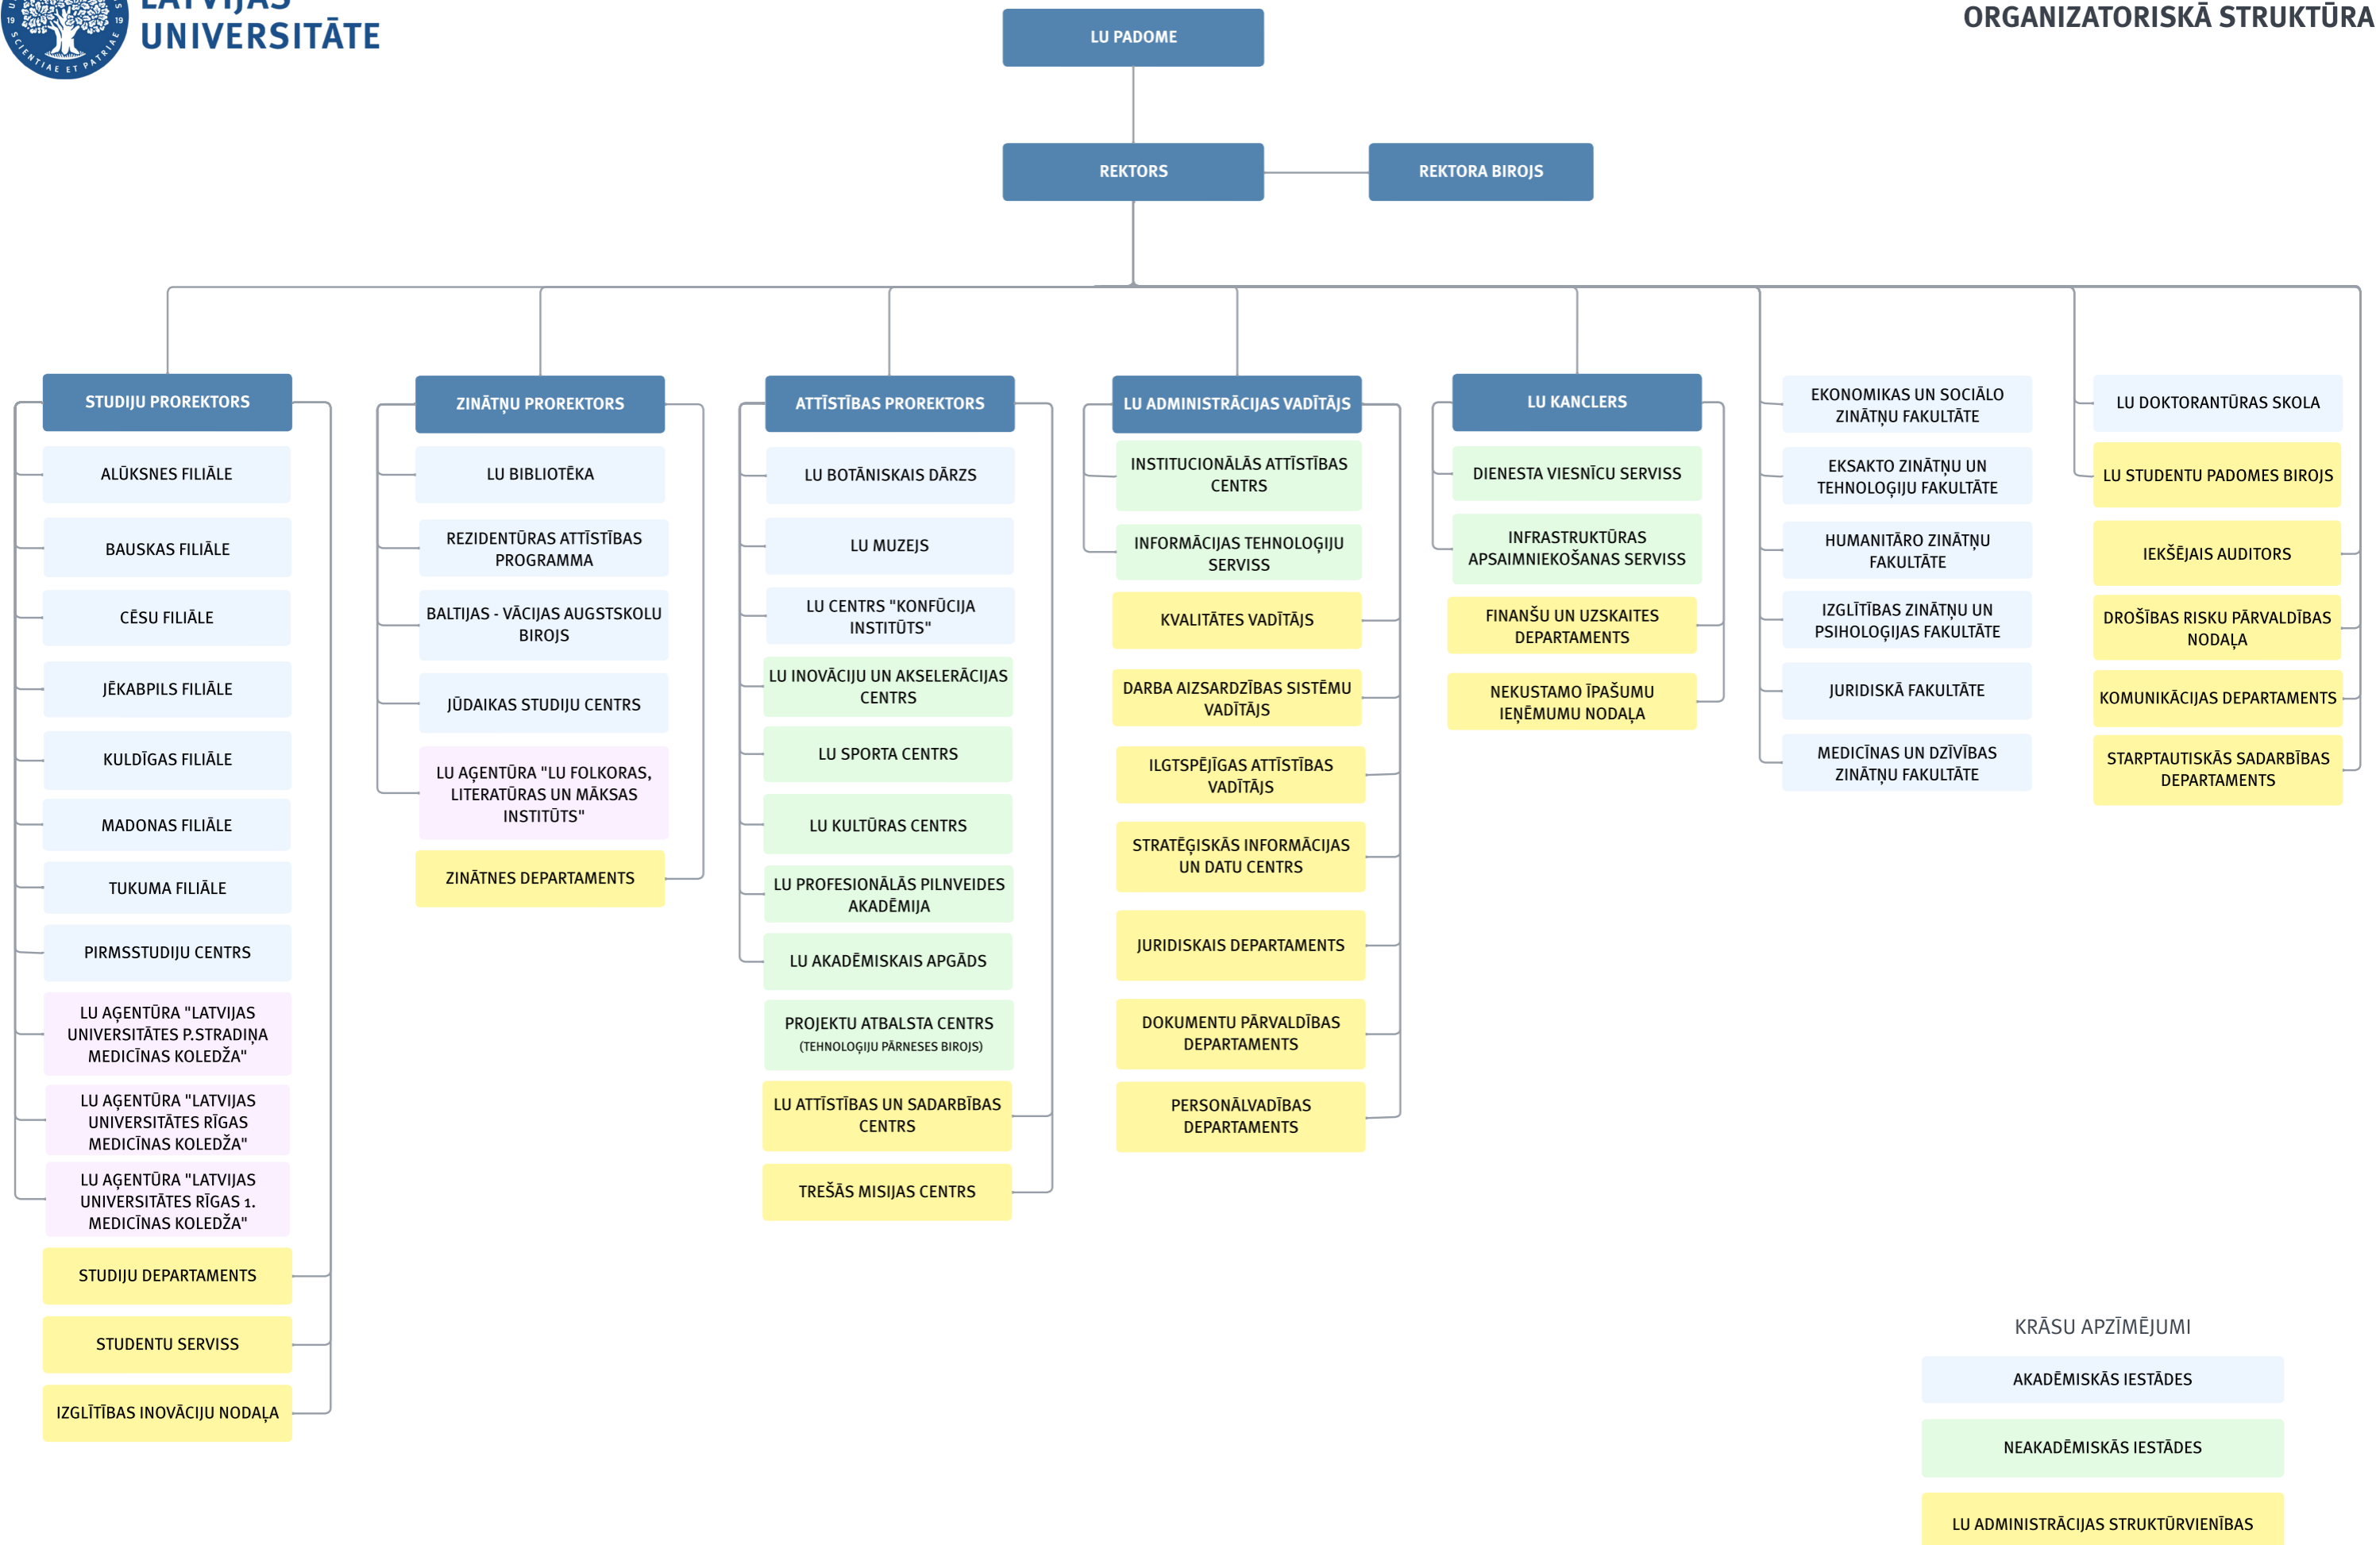 LATVIJAS
UNIVERSITĀTE
SCIENTIAE ET PATRIAE
19 19
ORGANIZATORISKĀ STRUKTŪRA
LU PADOME
REKTORS
REKTORA BIROJS
STUDIJU PROREKTORS
ALŪKSNES FILIĀLE
BAUSKAS FILIĀLE
CĒSU FILIĀLE
JĒKABPILS FILIĀLE
KULDĪGAS FILIĀLE
MADONAS FILIĀLE
TUKUMA FILIĀLE
PIRMSSTUDIJU CENTRS
LU AĢENTŪRA "LATVIJAS
UNIVERSITĀTES P.STRADIŅA
MEDICĪNAS KOLEDŽA"
LU AĢENTŪRA "LATVIJAS
UNIVERSITĀTES RĪGAS
MEDICĪNAS KOLEDŽA"
LU AĢENTŪRA "LATVIJAS
UNIVERSITĀTES RĪGAS 1.
MEDICĪNAS KOLEDŽA"
STUDIJU DEPARTAMENTS
STUDENTU SERVISS
IZGLĪTĪBAS INOVĀCIJU NODAĻA
ZINĀTŅU PROREKTORS
LU BIBLIOTĒKA
REZIDENTŪRAS ATTĪSTĪBAS
PROGRAMMA
BALTIJAS - VĀCIJAS AUGSTSKOLU
BIROJS
JŪDAIKAS STUDIJU CENTRS
LU AĢENTŪRA "LU FOLKORAS,
LITERATŪRAS UN MĀKSAS
INSTITŪTS"
ZINĀTNES DEPARTAMENTS
ATTĪSTĪBAS PROREKTORS
LU BOTĀNISKAIS DĀRZS
LU MUZEJS
LU CENTRS "KONFŪCIJA
INSTITŪTS"
LU INOVĀCIJU UN AKSELERĀCIJAS
CENTRS
LU SPORTA CENTRS
LU KULTŪRAS CENTRS
LU PROFESIONĀLĀS PILNVEIDES
AKADĒMIJA
LU AKADĒMISKAIS APGĀDS
PROJEKTU ATBALSTA CENTRS
(TEHNOLOĢIJU PĀRNESES BIROJS)
LU ATTĪSTĪBAS UN SADARBĪBAS
CENTRS
TREŠĀS MISIJAS CENTRS
LU ADMINISTRĀCIJAS VADĪTĀJS
INSTITUCIONĀLĀS ATTĪSTĪBAS
CENTRS
INFORMĀCIJAS TEHNOLOĢIJU
SERVISS
KVALITĀTES VADĪTĀJS
DARBA AIZSARDZĪBAS SISTĒMU
VADĪTĀJS
ILGTSPĒJĪGAS ATTĪSTĪBAS
VADĪTĀJS
STRATĒĢISKĀS INFORMĀCIJAS
UN DATU CENTRS
JURIDISKAIS DEPARTAMENTS
DOKUMENTU PĀRVALDĪBAS
DEPARTAMENTS
PERSONĀLVADĪBAS
DEPARTAMENTS
LU KANCLERS
DIENESTA VIESNĪCU SERVISS
INFRASTRUKTŪRAS
APSAIMNIEKOŠANAS SERVISS
FINANŠU UN UZSKAITES
DEPARTAMENTS
NEKUSTAMO ĪPAŠUMU
IEŅĒMUMU NODAĻA
EKONOMIKAS UN SOCIĀLO
ZINĀTŅU FAKULTĀTE
EKSAKTO ZINĀTŅU UN
TEHNOLOĢIJU FAKULTĀTE
HUMANITĀRO ZINĀTŅU
FAKULTĀTE
IZGLĪTĪBAS ZINĀTŅU UN
PSIHOLOĢIJAS FAKULTĀTE
JURIDISKĀ FAKULTĀTE
MEDICĪNAS UN DZĪVĪBAS
ZINĀTŅU FAKULTĀTE
LU DOKTORANTŪRAS SKOLA
LU STUDENTU PADOMES BIROJS
IEKŠĒJAIS AUDITORS
DROŠĪBAS RISKU PĀRVALDĪBAS
NODAĻA
KOMUNIKĀCIJAS DEPARTAMENTS
STARPTAUTISKĀS SADARBĪBAS
DEPARTAMENTS
KRĀSU APZĪMĒJUMI
AKADĒMISKĀS IESTĀDES
NEAKADĒMISKĀS IESTĀDES
LU ADMINISTRĀCIJAS STRUKTŪRVIENĪBAS